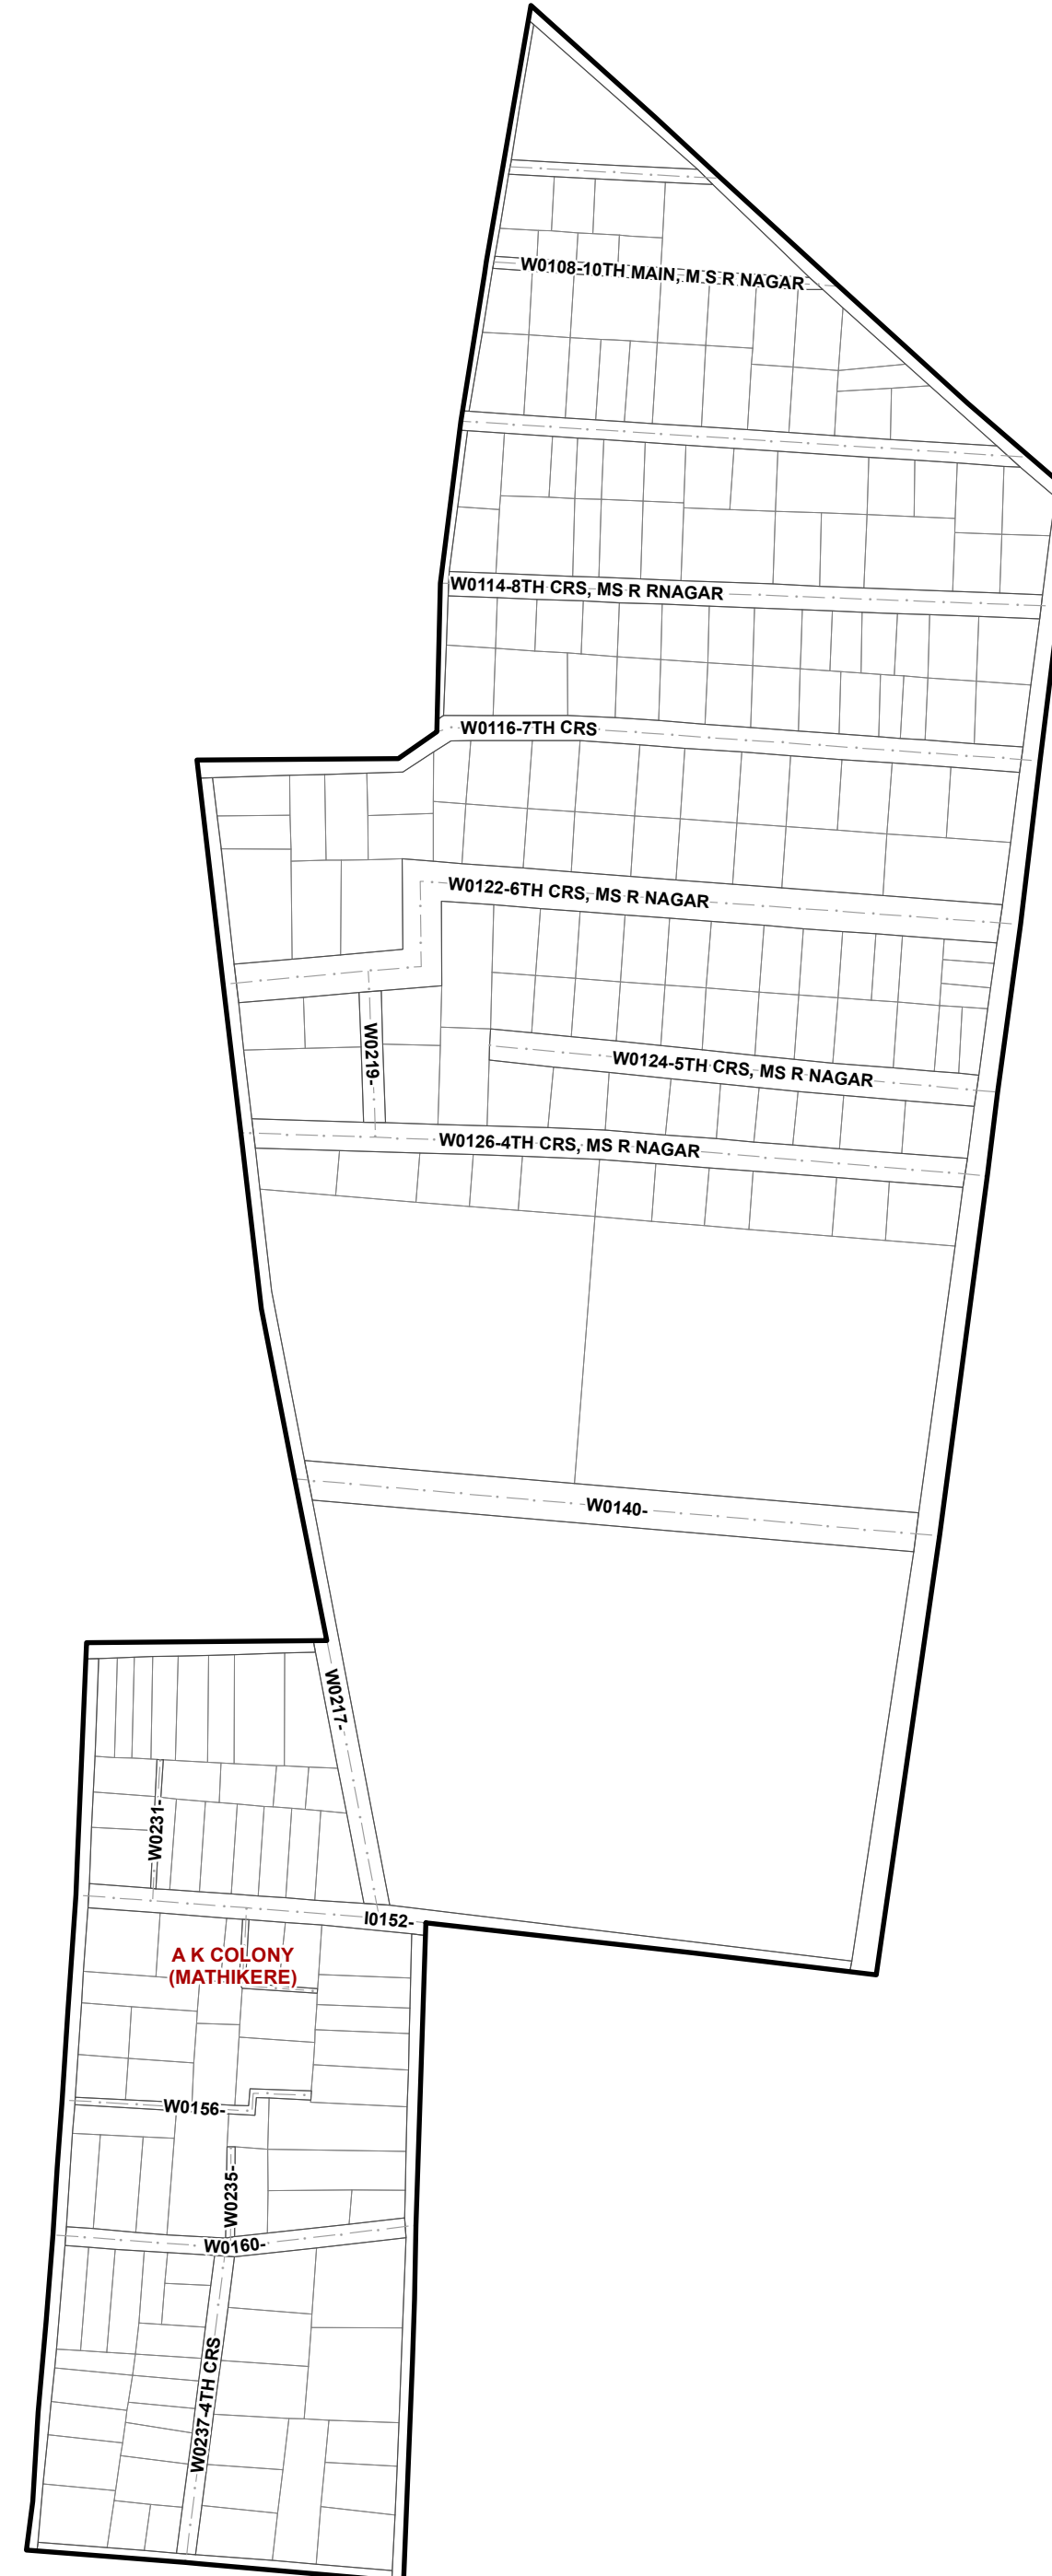 W0108-10TH MAIN, M S R NAGAR
W0114-8TH CRS, MS R RNAGAR
W0116-7TH CRS
W0122-6TH CRS, MS R NAGAR
W0219-
W0124-5TH CRS, MS R NAGAR
W0126-4TH CRS, MS R NAGAR
W0140-
W0217-
W0231-
I0152-
A K COLONY
(MATHIKERE)
W0156-
W0235-
W0160-
W0237-4TH CRS